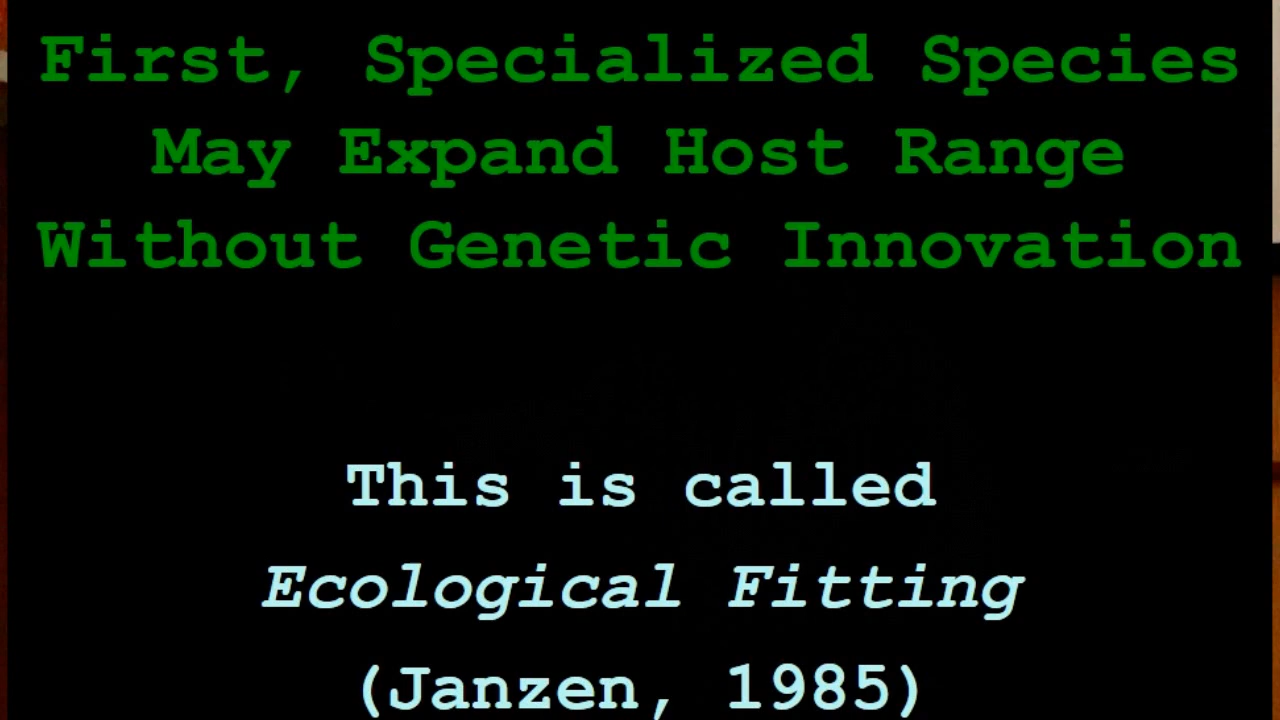 First, Specialized Species
May Expand Host Range
Without Genetic Innovation
This is called
Ecological Fitting
(Janzen, 1985)